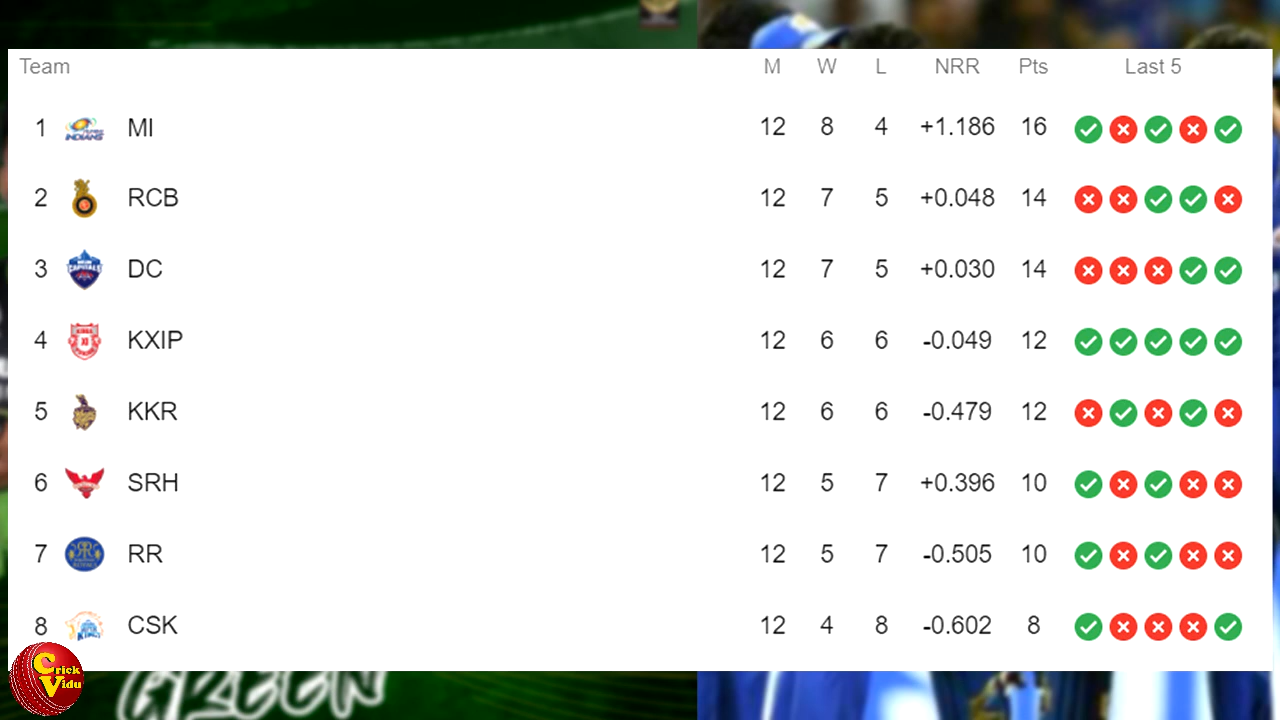 Team M W L NRR Pts Last 5
1 MI 12 8 4 +1.186 16
2 RCB 12 7 5 +0.048 14
3 DC 12 7 5 +0.030 14
4 KXIP 12 6 6 -0.049 12
5 KKR 12 6 6 -0.479 12
6 SRH 12 5 7 +0.396 10
7 RR 12 5 7 -0.505 10
8 CSK 12 4 8 -0.602 8
Crick
Vidu
GREEN